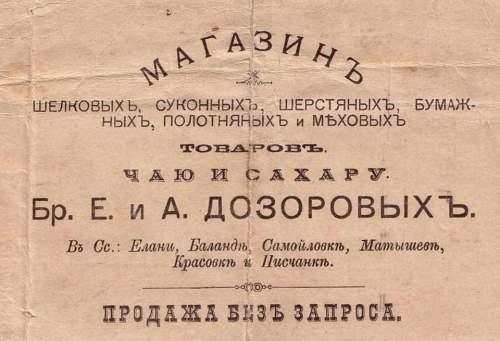 МАГАЗИНЪ
ШЕЛКОВЫХЪ, СУКОННЫХЪ, ШЕРСТЯНЫХЪ, БУМАЖ-
НЫХЪ, ПОЛОТНЯНЫХЪ и МѢХОВЫХЪ
ТОВАРОВЪ,
ЧАЮ И САХАРУ.
Бр. Е. и А. ДОЗОРОВЫХЪ.
Въ Сс.: Елани, Баландѣ, Самойловкѣ, Матышевѣ,
Красовкѣ и Писчанкѣ.
ПРОДАЖА БЕЗЪ ЗАПРОСА.